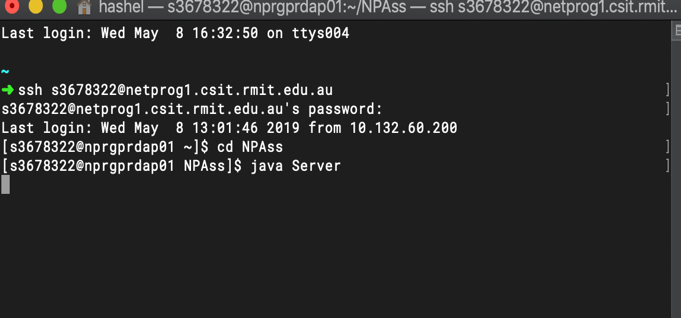 hashel — s3678322@nprgprdap01:~/NPAss — ssh s3678322@netprog1.csit.rmit.edu.au...
Last login: Wed May  8 16:32:50 on ttys004
~
➜ ssh s3678322@netprog1.csit.rmit.edu.au ]
s3678322@netprog1.csit.rmit.edu.au's password: ]
Last login: Wed May  8 13:01:46 2019 from 10.132.60.200
[s3678322@nprgprdap01 ~]$ cd NPAss ]
[s3678322@nprgprdap01 NPAss]$ java Server ]